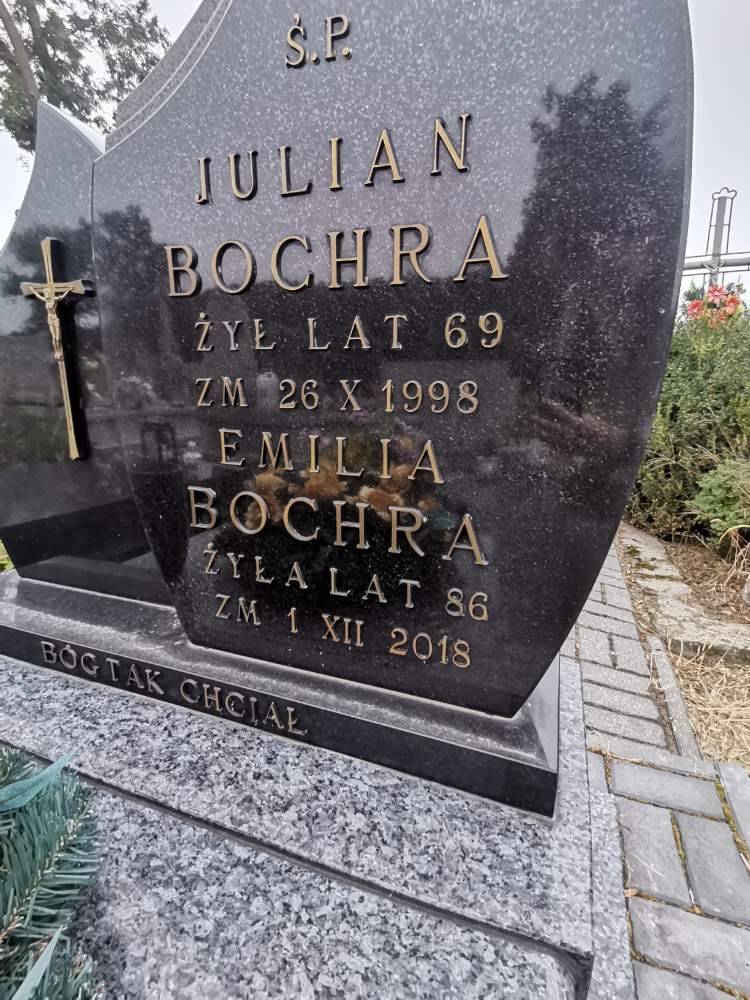 Ś.P.
JULIAN
BOCHRA
ŻYŁ LAT 69
ZM 26 X 1998
EMILIA
BOCHRA
ŻYŁA LAT 86
ZM 1 XII 2018
BÓG TAK CHCIAŁ